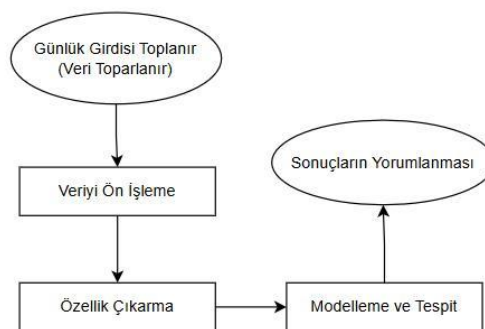 Günlük Girdisi Toplanır
(Veri Toparlanır)
Veriyi Ön İşleme
Özellik Çıkarma
Modelleme ve Tespit
Sonuçların Yorumlanması